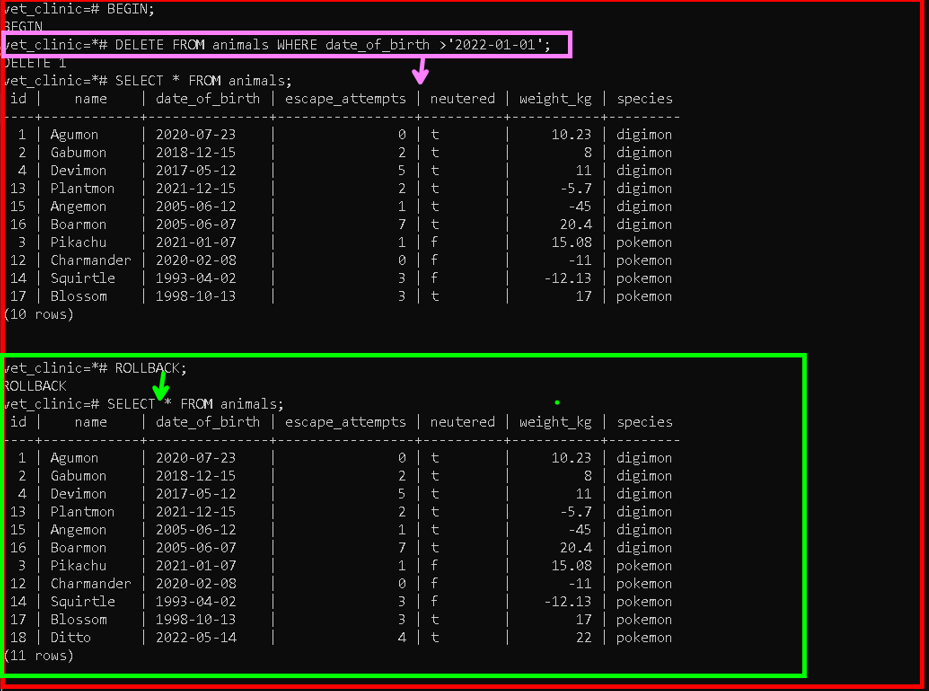 vet_clinic=# BEGIN;
BEGIN
vet_clinic=*# DELETE FROM animals WHERE date_of_birth >'2022-01-01';
DELETE 1
vet_clinic=*# SELECT * FROM animals;
 id |    name    | date_of_birth | escape_attempts | neutered | weight_kg | species
----+------------+---------------+-----------------+----------+-----------+---------
  1 | Agumon     | 2020-07-23    |               0 | t        |     10.23 | digimon
  2 | Gabumon    | 2018-12-15    |               2 | t        |         8 | digimon
  4 | Devimon    | 2017-05-12    |               5 | t        |        11 | digimon
 13 | Plantmon   | 2021-12-15    |               2 | t        |      -5.7 | digimon
 15 | Angemon    | 2005-06-12    |               1 | t        |       -45 | digimon
 16 | Boarmon    | 2005-06-07    |               7 | t        |      20.4 | digimon
  3 | Pikachu    | 2021-01-07    |               1 | f        |     15.08 | pokemon
 12 | Charmander | 2020-02-08    |               0 | f        |       -11 | pokemon
 14 | Squirtle   | 1993-04-02    |               3 | f        |    -12.13 | pokemon
 17 | Blossom    | 1998-10-13    |               3 | t        |        17 | pokemon
(10 rows)
vet_clinic=*# ROLLBACK;
ROLLBACK
vet_clinic=# SELECT * FROM animals;
 id |    name    | date_of_birth | escape_attempts | neutered | weight_kg | species
----+------------+---------------+-----------------+----------+-----------+---------
  1 | Agumon     | 2020-07-23    |               0 | t        |     10.23 | digimon
  2 | Gabumon    | 2018-12-15    |               2 | t        |         8 | digimon
  4 | Devimon    | 2017-05-12    |               5 | t        |        11 | digimon
 13 | Plantmon   | 2021-12-15    |               2 | t        |      -5.7 | digimon
 15 | Angemon    | 2005-06-12    |               1 | t        |       -45 | digimon
 16 | Boarmon    | 2005-06-07    |               7 | t        |      20.4 | digimon
  3 | Pikachu    | 2021-01-07    |               1 | f        |     15.08 | pokemon
 12 | Charmander | 2020-02-08    |               0 | f        |       -11 | pokemon
 14 | Squirtle   | 1993-04-02    |               3 | f        |    -12.13 | pokemon
 17 | Blossom    | 1998-10-13    |               3 | t        |        17 | pokemon
 18 | Ditto      | 2022-05-14    |               4 | t        |        22 | pokemon
(11 rows)